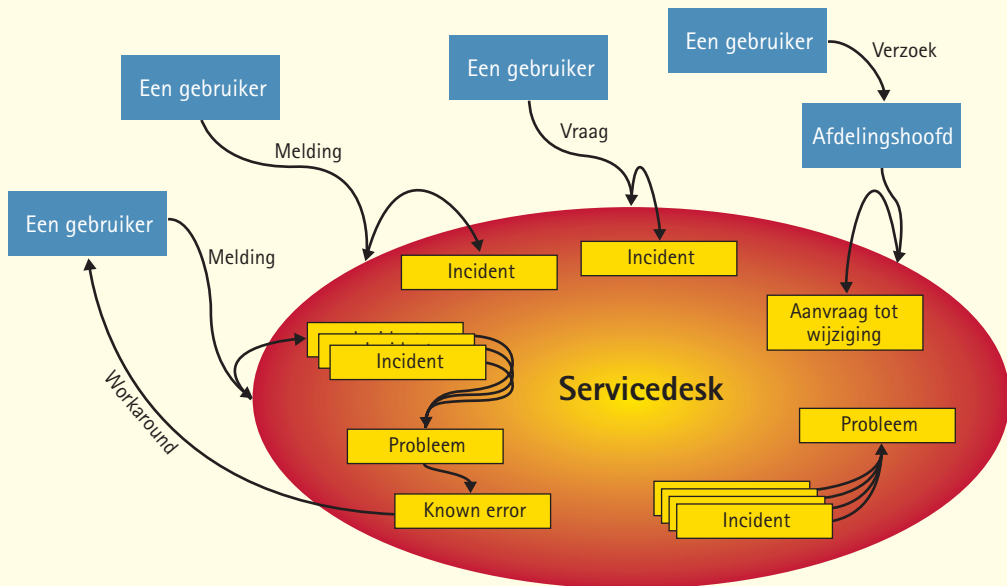 Een gebruiker
Verzoek
Een gebruiker
Een gebruiker
Vraag
Afdelingshoofd
Melding
Een gebruiker
Melding
Incident
Incident
Aanvraag tot
wijziging
Incident
Servicedesk
Workaround
Probleem
Probleem
Known error
Incident